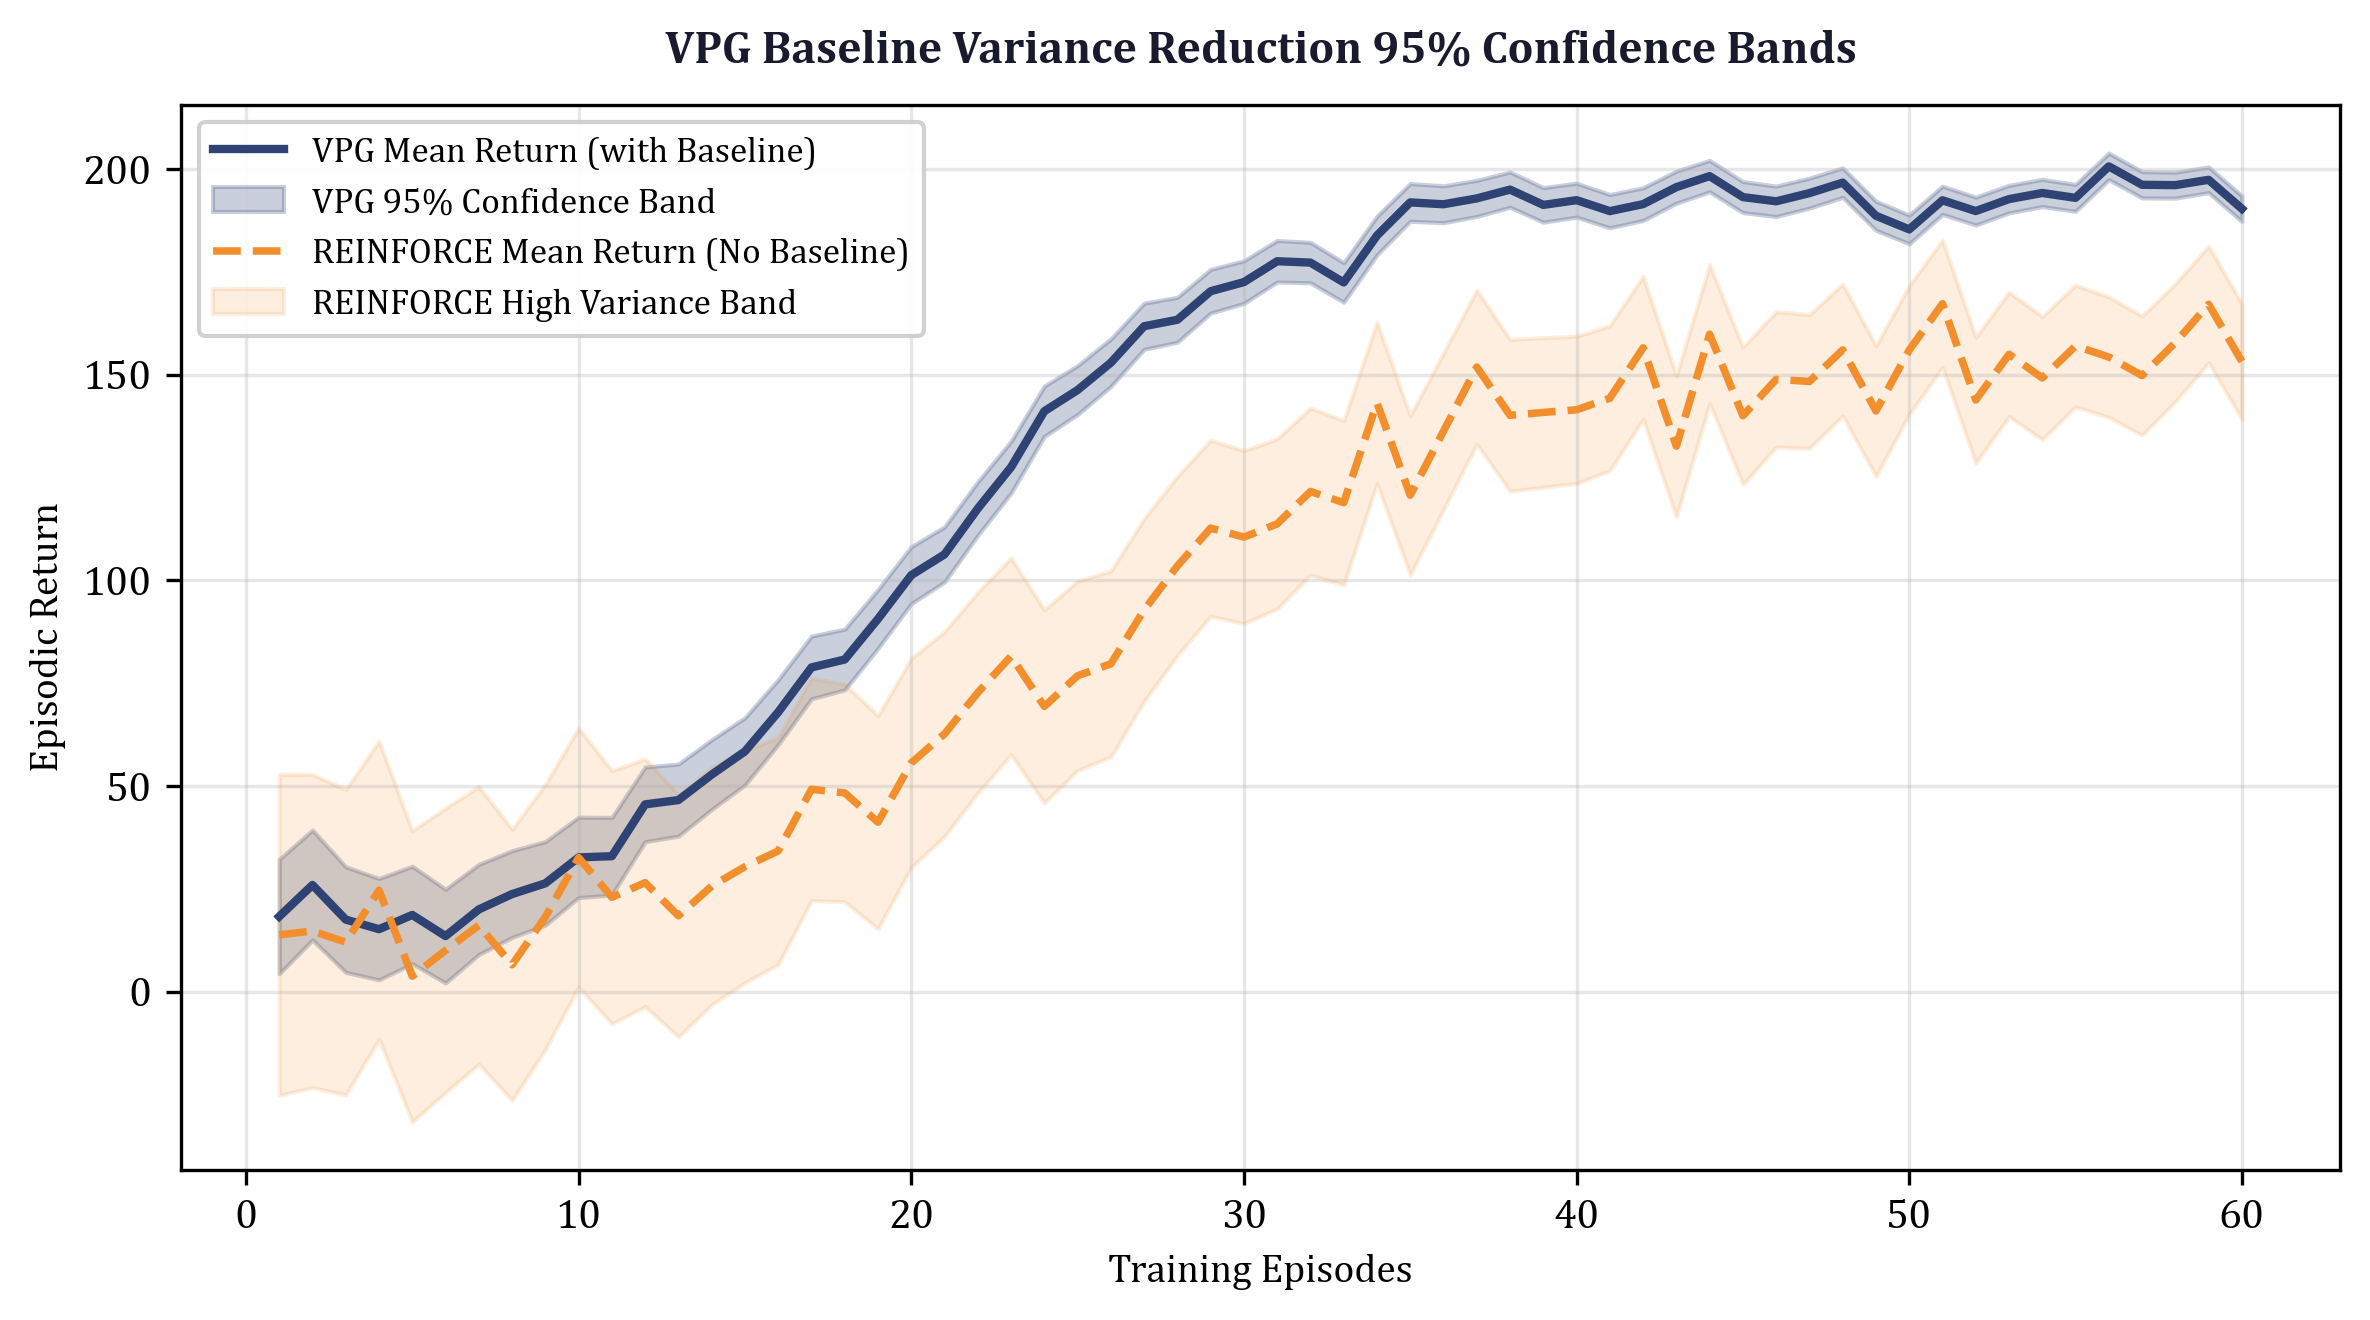 VPG Baseline Variance Reduction 95% Confidence Bands
VPG Mean Return (with Baseline)
VPG 95% Confidence Band
REINFORCE Mean Return (No Baseline)
REINFORCE High Variance Band
Episodic Return
200
150
100
50
0
0 10 20 30 40 50 60
Training Episodes